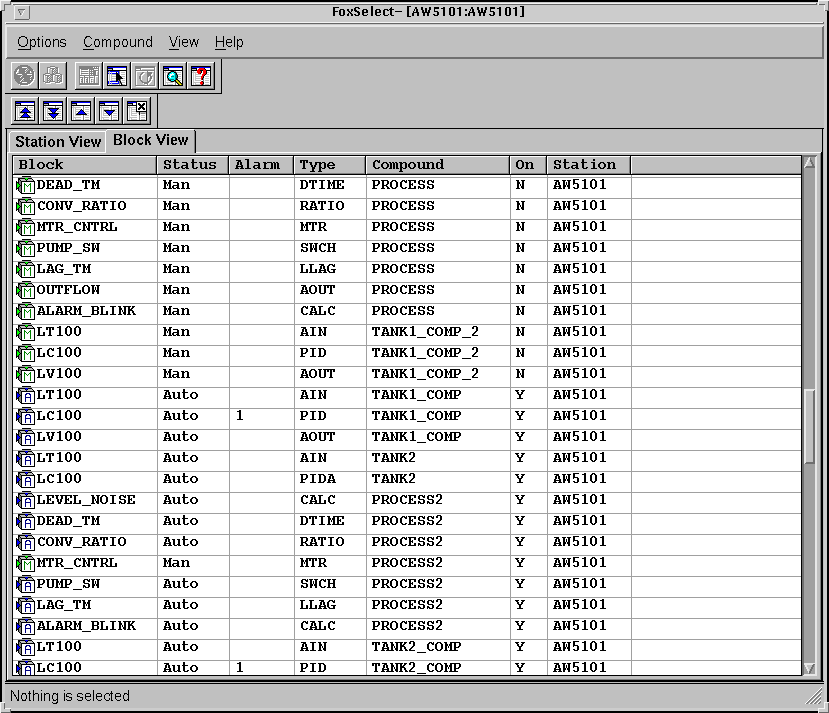 FoxSelect– [AW5101:AW5101]
Options Compound View Help
Station View Block View
Block Status Alarm Type Compound On Station
DEAD_TM Man DTIME PROCESS N AW5101
CONV_RATIO Man RATIO PROCESS N AW5101
MTR_CNTRL Man MTR PROCESS N AW5101
PUMP_SW Man SWCH PROCESS N AW5101
LAG_TM Man LLAG PROCESS N AW5101
OUTFLOW Man AOUT PROCESS N AW5101
ALARM_BLINK Man CALC PROCESS N AW5101
LT100 Man AIN TANK1_COMP_2 N AW5101
LC100 Man PID TANK1_COMP_2 N AW5101
LV100 Man AOUT TANK1_COMP_2 N AW5101
LT100 Auto AIN TANK1_COMP Y AW5101
LC100 Auto 1 PID TANK1_COMP Y AW5101
LV100 Auto AOUT TANK1_COMP Y AW5101
LT100 Auto AIN TANK2 Y AW5101
LC100 Auto PIDA TANK2 Y AW5101
LEVEL_NOISE Auto CALC PROCESS2 Y AW5101
DEAD_TM Auto DTIME PROCESS2 Y AW5101
CONV_RATIO Auto RATIO PROCESS2 Y AW5101
MTR_CNTRL Man MTR PROCESS2 Y AW5101
PUMP_SW Auto SWCH PROCESS2 Y AW5101
LAG_TM Auto LLAG PROCESS2 Y AW5101
ALARM_BLINK Auto CALC PROCESS2 Y AW5101
LT100 Auto AIN TANK2_COMP Y AW5101
LC100 Auto 1 PID TANK2_COMP Y AW5101
Nothing is selected